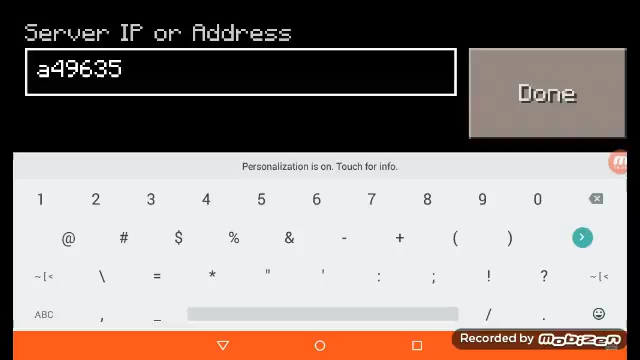 Server IP or Address
a49635
Done
Personalization is on. Touch for info.
1 2 3 4 5 6 7 8 9 0
@ # $ % & - + ( )
~ [ < \ = * " ' : ; ! ? ~ [ <
ABC , _ / .
Recorded by mobizen